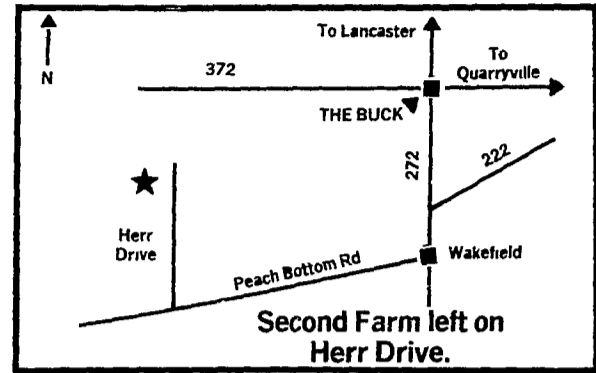 To Lancaster
N
372
To
Quarryville
THE BUCK
272
222
Herr
Drive
Peach Bottom Rd
Wakefield
Second Farm left on
Herr Drive.